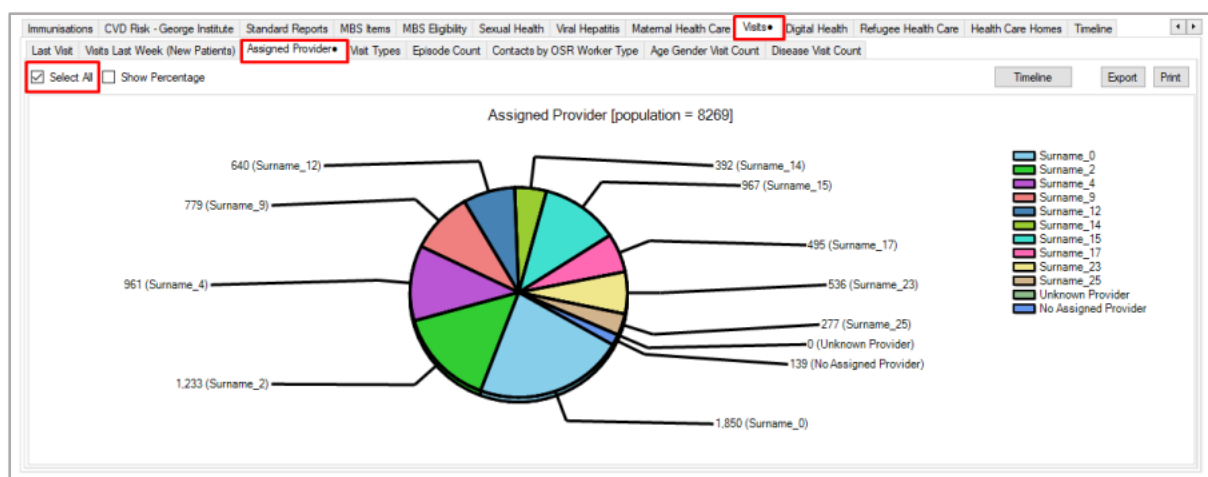 Immunisations CVD Risk - George Institute Standard Reports MBS Items MBS Eligibility Sexual Health Viral Hepatitis Maternal Health Care Visits● Digital Health Refugee Health Care Health Care Homes Timeline
Last Visit Visits Last Week (New Patients) Assigned Provider● Visit Types Episode Count Contacts by OSR Worker Type Age Gender Visit Count Disease Visit Count
Select All Show Percentage Timeline Export Print
Assigned Provider [population = 8269]
640 (Surname_12)
392 (Surname_14)
967 (Surname_15)
779 (Surname_9)
495 (Surname_17)
961 (Surname_4)
536 (Surname_23)
277 (Surname_25)
0 (Unknown Provider)
139 (No Assigned Provider)
1,233 (Surname_2)
1,850 (Surname_0)
Surname_0
Surname_2
Surname_4
Surname_9
Surname_12
Surname_14
Surname_15
Surname_17
Surname_23
Surname_25
Unknown Provider
No Assigned Provider